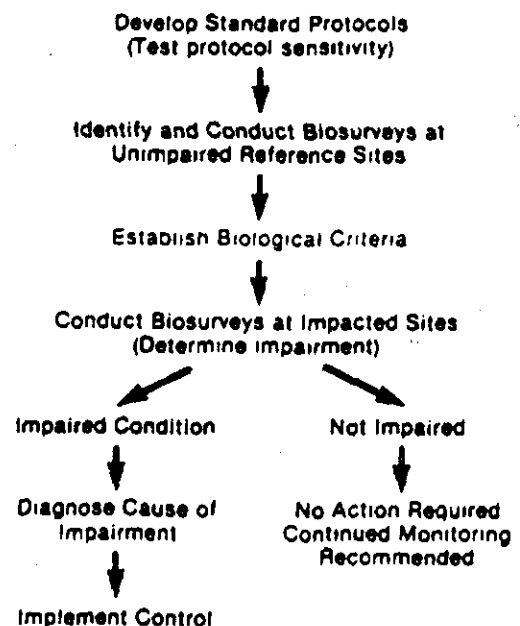 Develop Standard Protocols
(Test protocol sensitivity)
Identify and Conduct Biosurveys at
Unimpaired Reference Sites
Establish Biological Criteria
Conduct Biosurveys at Impacted Sites
(Determine impairment)
Impaired Condition
Not Impaired
Diagnose Cause of
Impairment
No Action Required
Continued Monitoring
Recommended
Implement Control